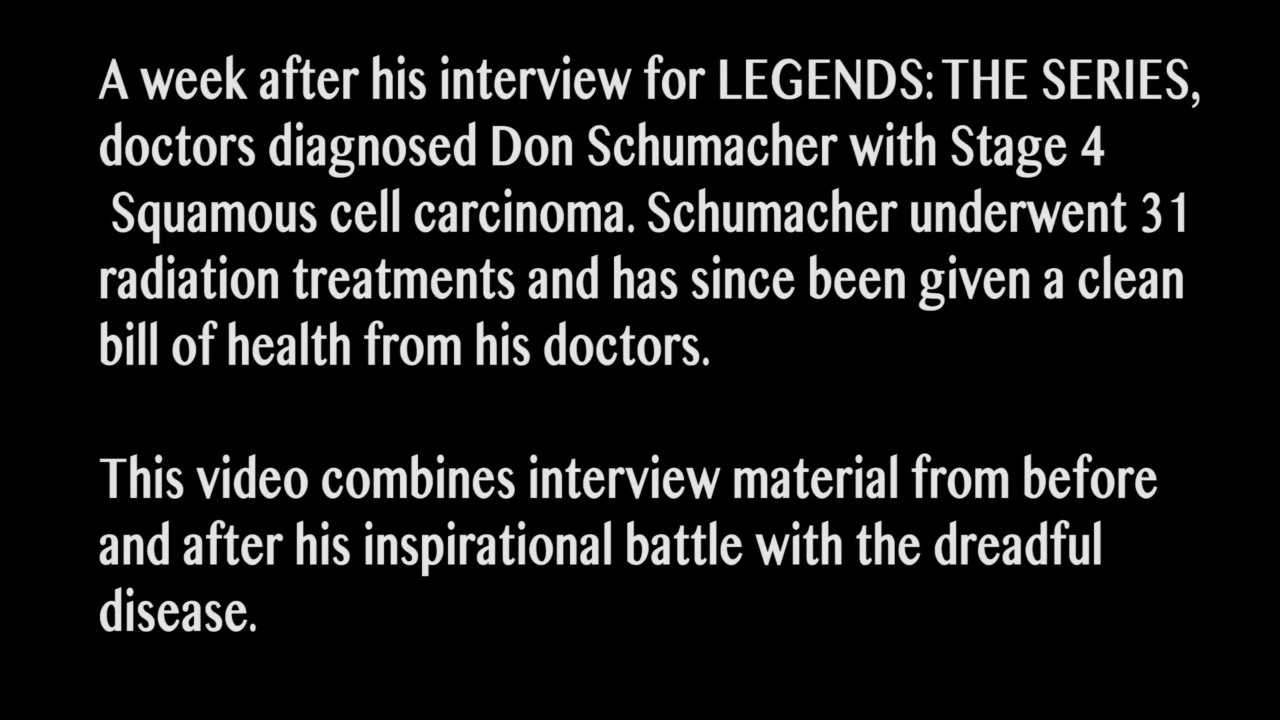 A week after his interview for LEGENDS: THE SERIES,
doctors diagnosed Don Schumacher with Stage 4
Squamous cell carcinoma. Schumacher underwent 31
radiation treatments and has since been given a clean
bill of health from his doctors.
This video combines interview material from before
and after his inspirational battle with the dreadful
disease.